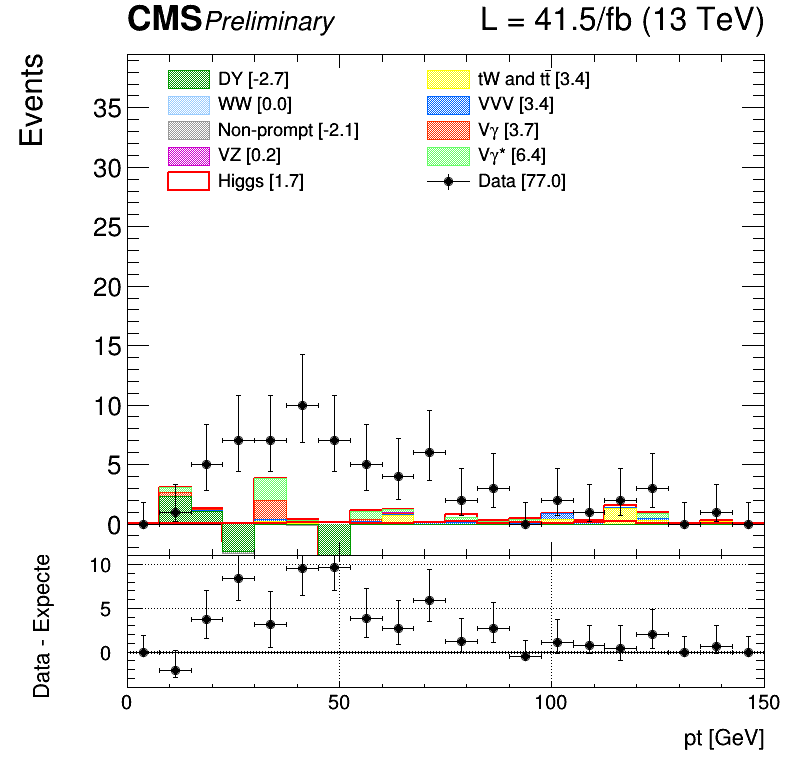 CMS Preliminary L = 41.5/fb (13 TeV)
Events
DY [-2.7]
WW [0.0]
Non-prompt [-2.1]
VZ [0.2]
Higgs [1.7]
tW and tt̄ [3.4]
VVV [3.4]
Vγ [3.7]
Vγ* [6.4]
Data [77.0]
35
30
25
20
15
10
5
0
Data - Expecte
10
5
0
0 50 100 150
pt [GeV]